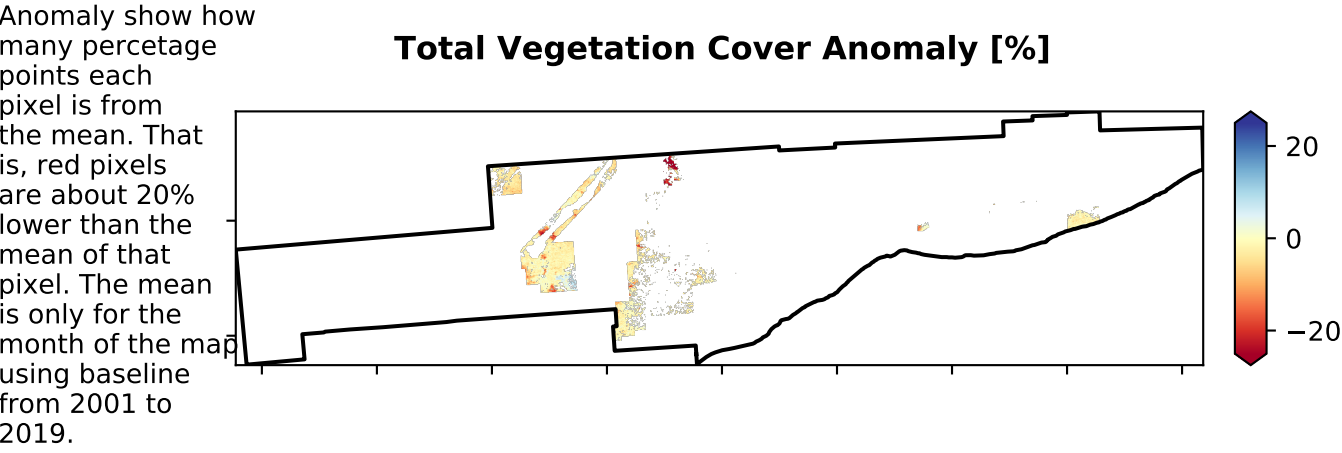 Anomaly show how
many percetage
points each
pixel is from
the mean. That
is, red pixels
are about 20%
lower than the
mean of that
pixel. The mean
is only for the
month of the map
using baseline
from 2001 to
2019.
Total Vegetation Cover Anomaly [%]
20
0
−20